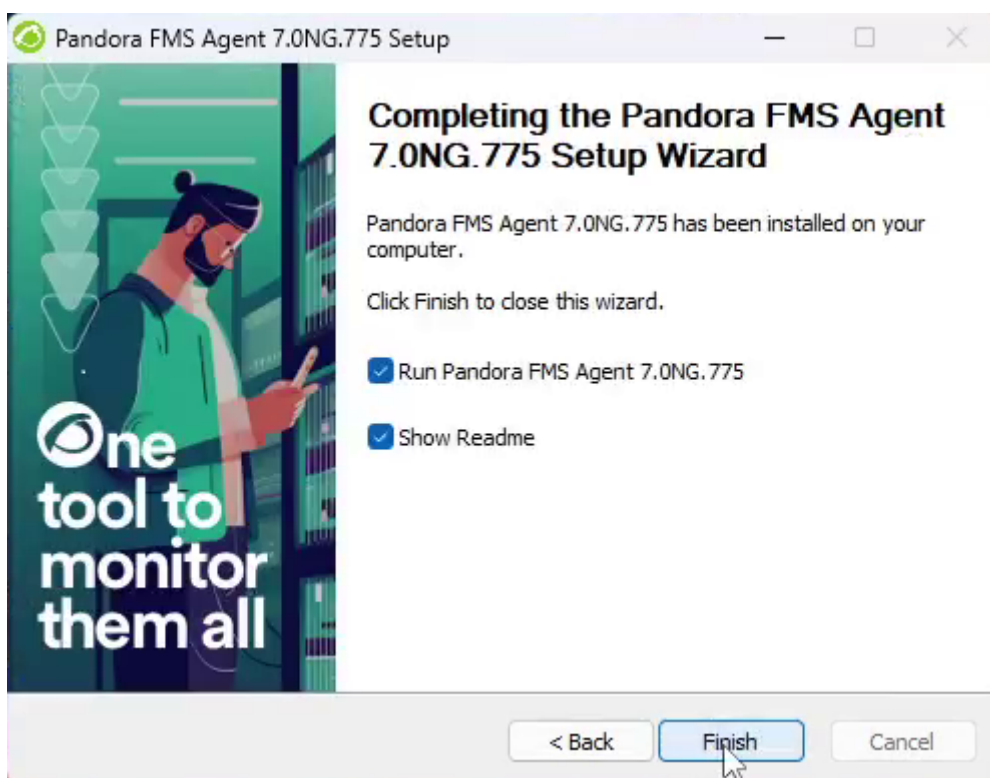 Pandora FMS Agent 7.0NG.775 Setup
Completing the Pandora FMS Agent
7.0NG.775 Setup Wizard
Pandora FMS Agent 7.0NG.775 has been installed on your
computer.
Click Finish to close this wizard.
Run Pandora FMS Agent 7.0NG.775
Show Readme
One
tool to
monitor
them all
< Back
Finish
Cancel